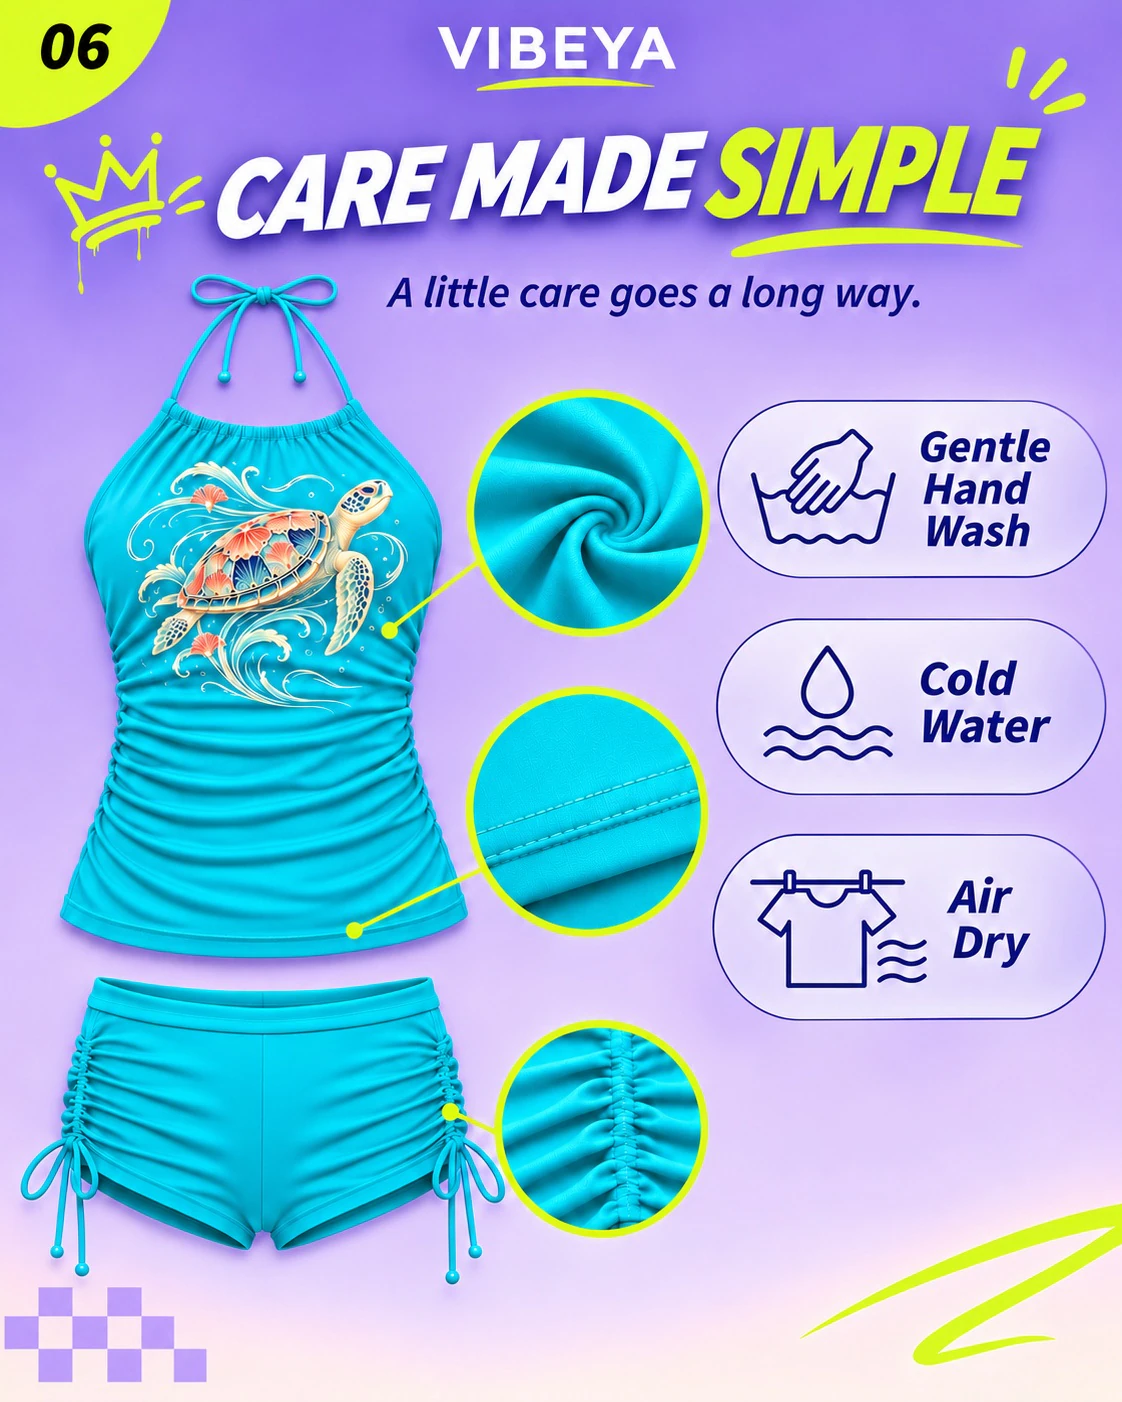 06
VIBEYA
CARE MADE SIMPLE
A little care goes a long way.
Gentle
Hand
Wash
Cold
Water
Air
Dry